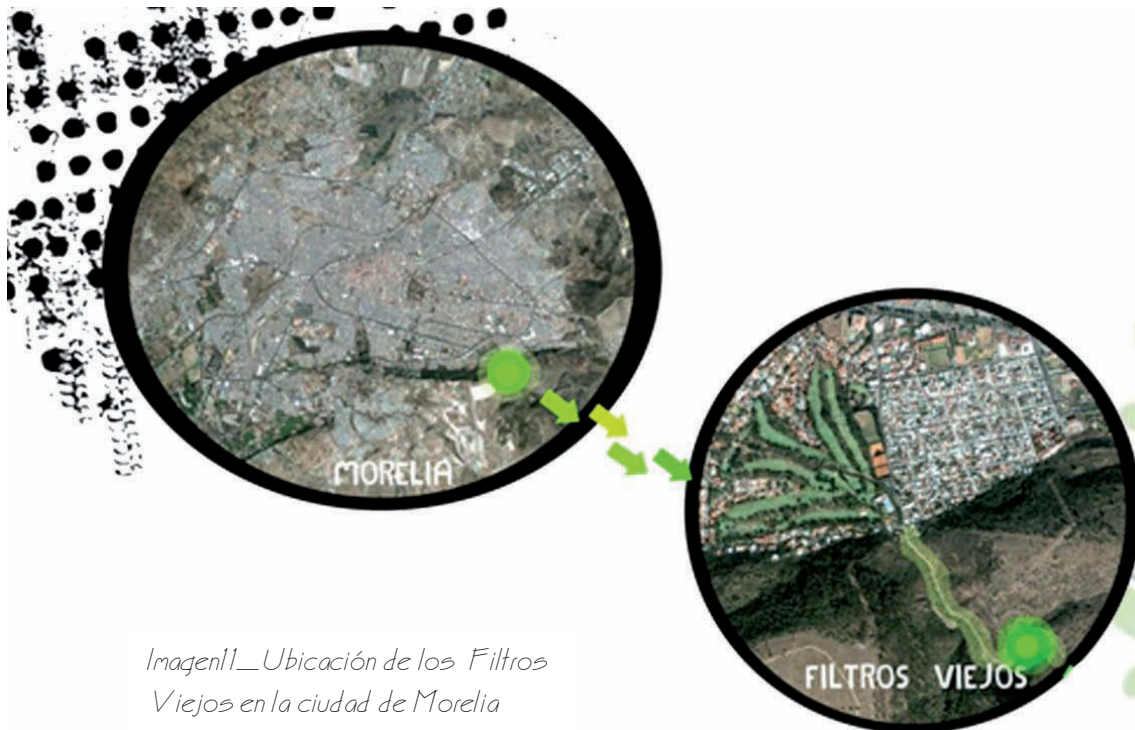 MORELIA
FILTROS VIEJOS
Imagen11_Ubicación de los Filtros
Viejos en la ciudad de Morelia